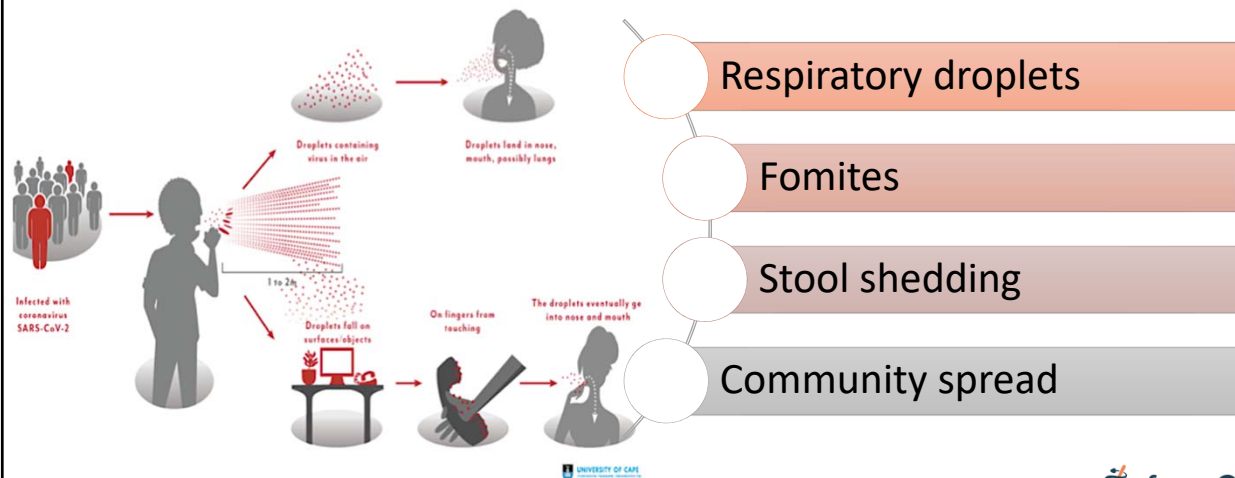 Droplets containing
virus in the air
Droplets land in nose,
mouth, possibly lungs
Infected with
coronavirus
SARS-CoV-2
1 to 2m
Droplets fall on
surfaces/objects
On fingers from
touching
The droplets eventually go
into nose and mouth
UNIVERSITY OF CAPE
Respiratory droplets
Fomites
Stool shedding
Community spread